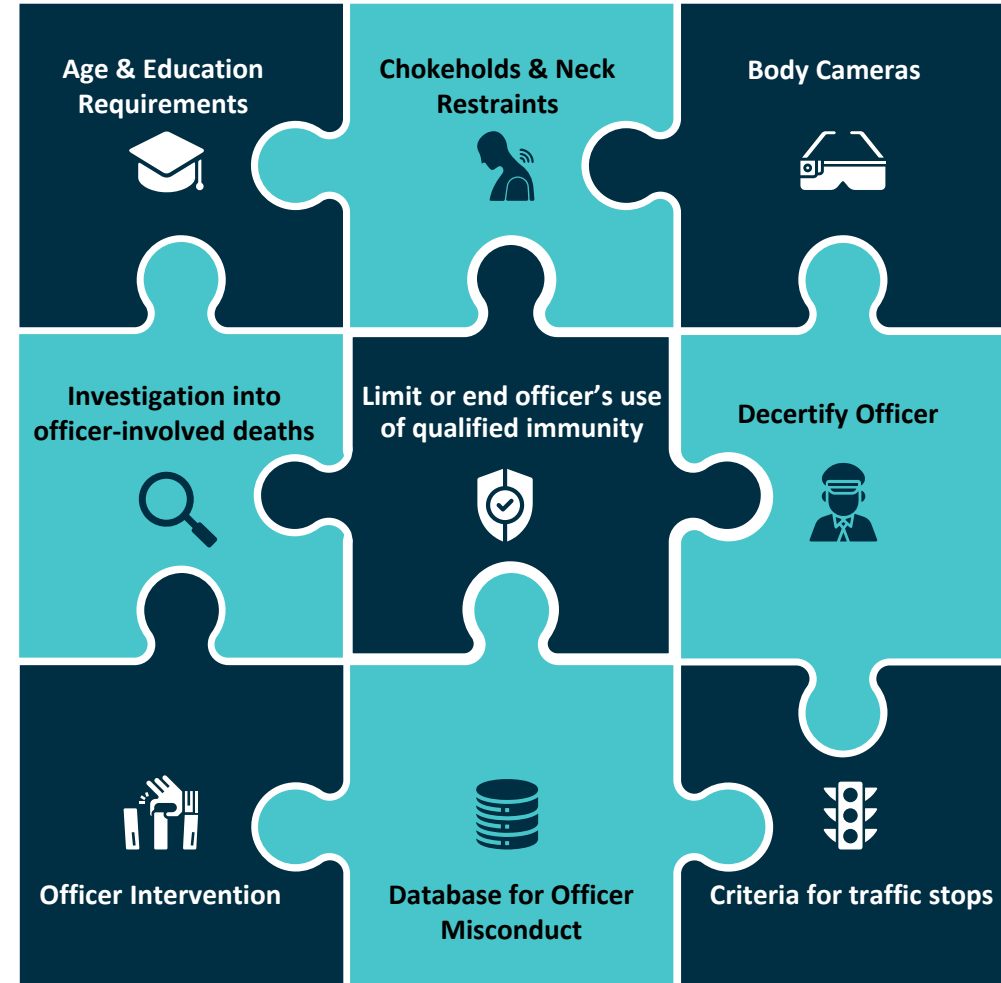 Age & Education
Requirements
Chokeholds & Neck
Restraints
Body Cameras
Investigation into
officer-involved deaths
Limit or end officer’s use
of qualified immunity
Decertify Officer
Officer Intervention
Database for Officer
Misconduct
Criteria for traffic stops